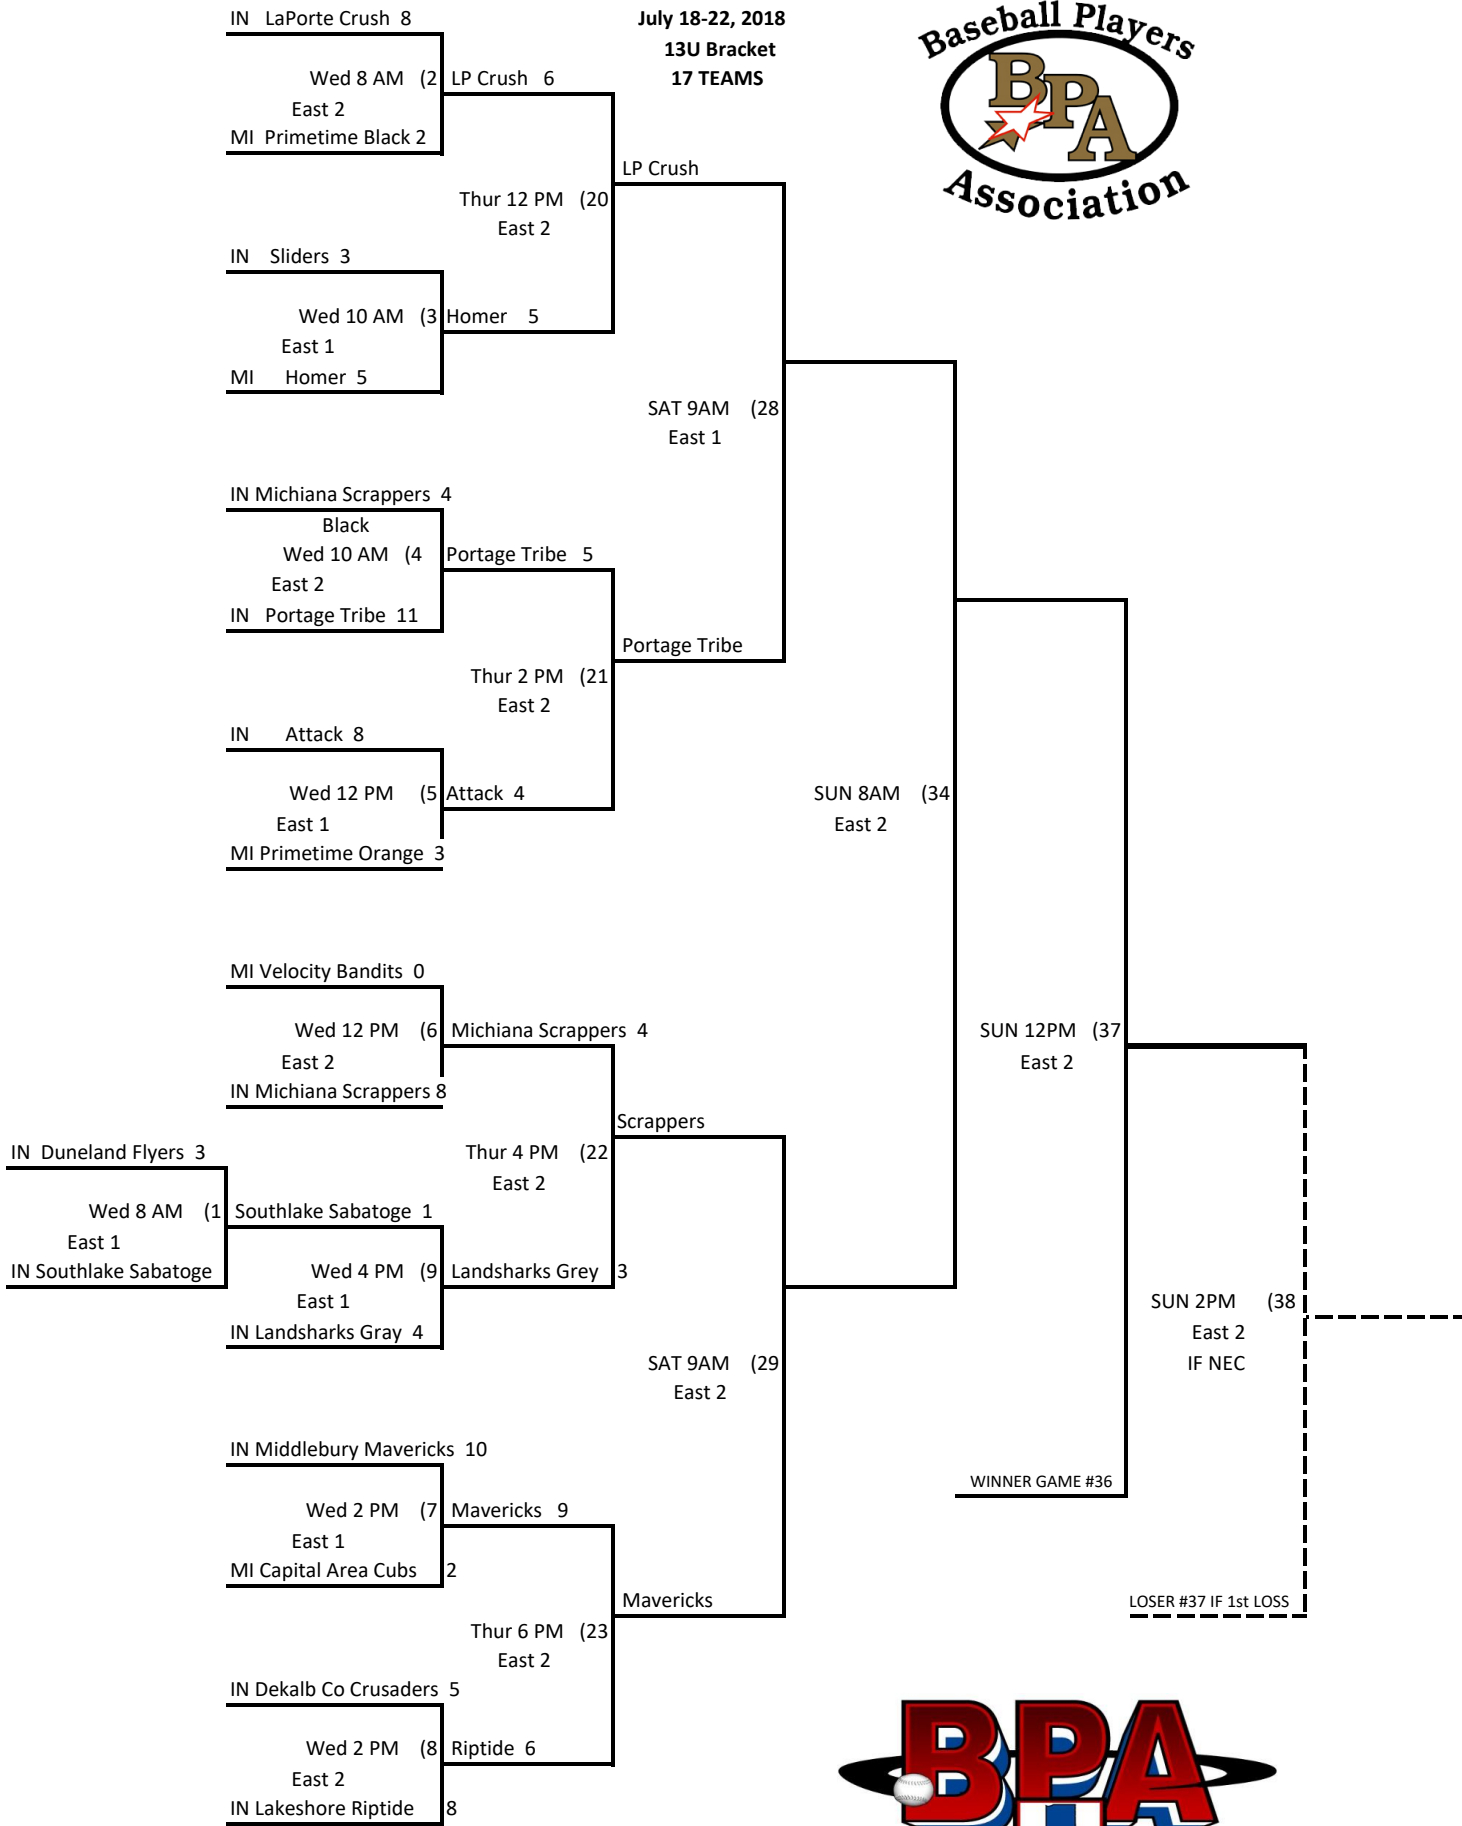 IN LaPorte Crush 8
July 18-22, 2018
13U Bracket
17 TEAMS
Baseball Players
BPA
Association
Wed 8 AM (2
LP Crush 6
East 2
MI Primetime Black 2
LP Crush
Thur 12 PM (20
East 2
IN Sliders 3
Wed 10 AM (3
Homer 5
East 1
MI Homer 5
SAT 9AM (28
East 1
IN Michiana Scrappers 4
Black
Wed 10 AM (4
Portage Tribe 5
East 2
IN Portage Tribe 11
Portage Tribe
Thur 2 PM (21
East 2
IN Attack 8
Wed 12 PM (5
Attack 4
SUN 8AM (34
East 1
East 2
MI Primetime Orange 3
MI Velocity Bandits 0
Wed 12 PM (6
Michiana Scrappers 4
SUN 12PM (37
East 2
East 2
IN Michiana Scrappers 8
Scrappers
IN Duneland Flyers 3
Thur 4 PM (22
East 2
Wed 8 AM (1
Southlake Sabatoge 1
East 1
IN Southlake Sabatoge
Wed 4 PM (9
Landsharks Grey 3
East 1
SUN 2PM (38
East 2
IF NEC
IN Landsharks Gray 4
SAT 9AM (29
East 2
IN Middlebury Mavericks 10
WINNER GAME #36
Wed 2 PM (7
Mavericks 9
East 1
MI Capital Area Cubs 2
Mavericks
LOSER #37 IF 1st LOSS
Thur 6 PM (23
East 2
IN Dekalb Co Crusaders 5
Wed 2 PM (8
Riptide 6
East 2
IN Lakeshore Riptide 8
BPA